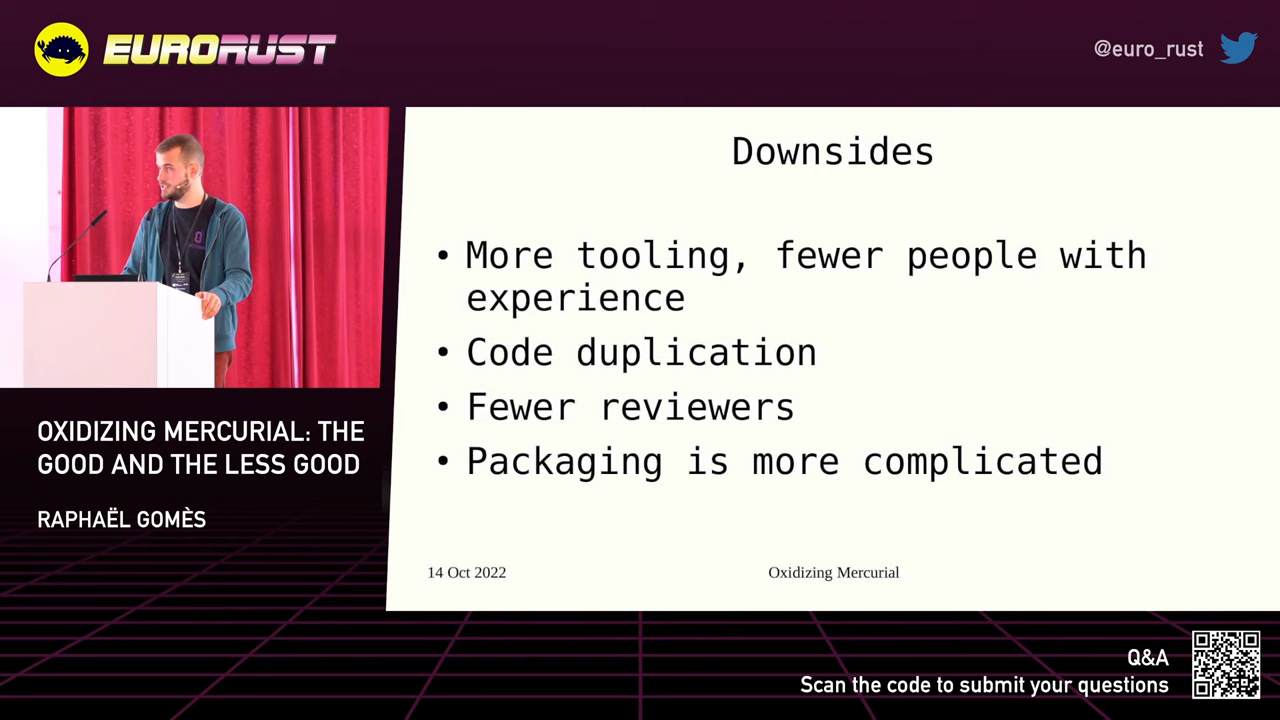 EURORUST
@euro_rust
Downsides
• More tooling, fewer people with
experience
• Code duplication
• Fewer reviewers
• Packaging is more complicated
14 Oct 2022
Oxidizing Mercurial
OXIDIZING MERCURIAL: THE
GOOD AND THE LESS GOOD
RAPHAËL GOMÈS
Q&A
Scan the code to submit your questions